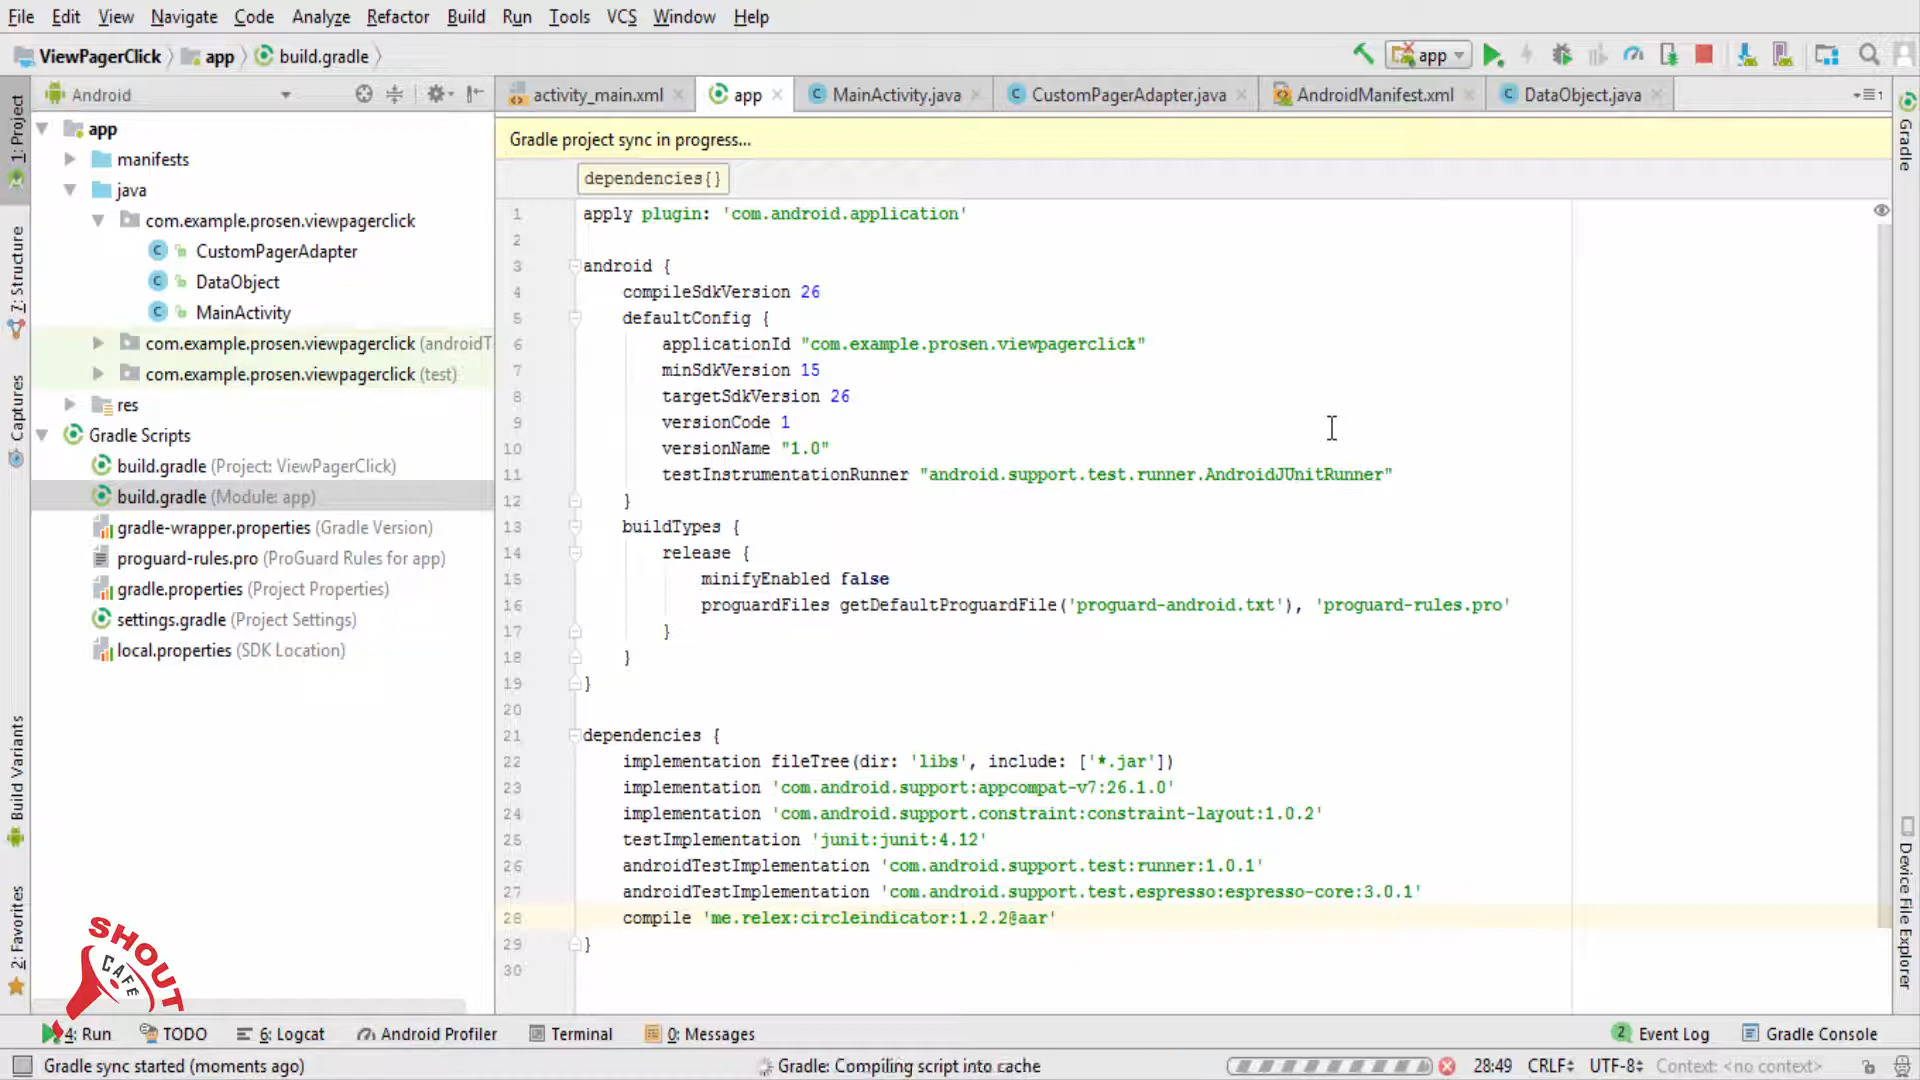 File Edit View Navigate Code Analyze Refactor Build Run Tools VCS Window Help
ViewPagerClick app build.gradle app
Android
activity_main.xml app MainActivity.java CustomPagerAdapter.java AndroidManifest.xml DataObject.java
Gradle project sync in progress...
dependencies{}
app
manifests
java
com.example.prosen.viewpagerclick
CustomPagerAdapter
DataObject
MainActivity
com.example.prosen.viewpagerclick (androidT
com.example.prosen.viewpagerclick (test)
res
Gradle Scripts
build.gradle (Project: ViewPagerClick)
build.gradle (Module: app)
gradle-wrapper.properties (Gradle Version)
proguard-rules.pro (ProGuard Rules for app)
gradle.properties (Project Properties)
settings.gradle (Project Settings)
local.properties (SDK Location)
1 apply plugin: 'com.android.application'
2
3 android {
4 compileSdkVersion 26
5 defaultConfig {
6 applicationId "com.example.prosen.viewpagerclick"
7 minSdkVersion 15
8 targetSdkVersion 26
9 versionCode 1
10 versionName "1.0"
11 testInstrumentationRunner "android.support.test.runner.AndroidJUnitRunner"
12 }
13 buildTypes {
14 release {
15 minifyEnabled false
16 proguardFiles getDefaultProguardFile('proguard-android.txt'), 'proguard-rules.pro'
17 }
18 }
19 }
20
21 dependencies {
22 implementation fileTree(dir: 'libs', include: ['*.jar'])
23 implementation 'com.android.support:appcompat-v7:26.1.0'
24 implementation 'com.android.support.constraint:constraint-layout:1.0.2'
25 testImplementation 'junit:junit:4.12'
26 androidTestImplementation 'com.android.support.test:runner:1.0.1'
27 androidTestImplementation 'com.android.support.test.espresso:espresso-core:3.0.1'
28 compile 'me.relex:circleindicator:1.2.2@aar'
29 }
30
1: Project
7: Structure
Captures
Build Variants
2: Favorites
Gradle
Device File Explorer
SHOUT
CAFE
4: Run TODO 6: Logcat Android Profiler Terminal 0: Messages 2 Event Log Gradle Console
Gradle sync started (moments ago) Gradle: Compiling script into cache 28:49 CRLF UTF-8 Context: <no context>